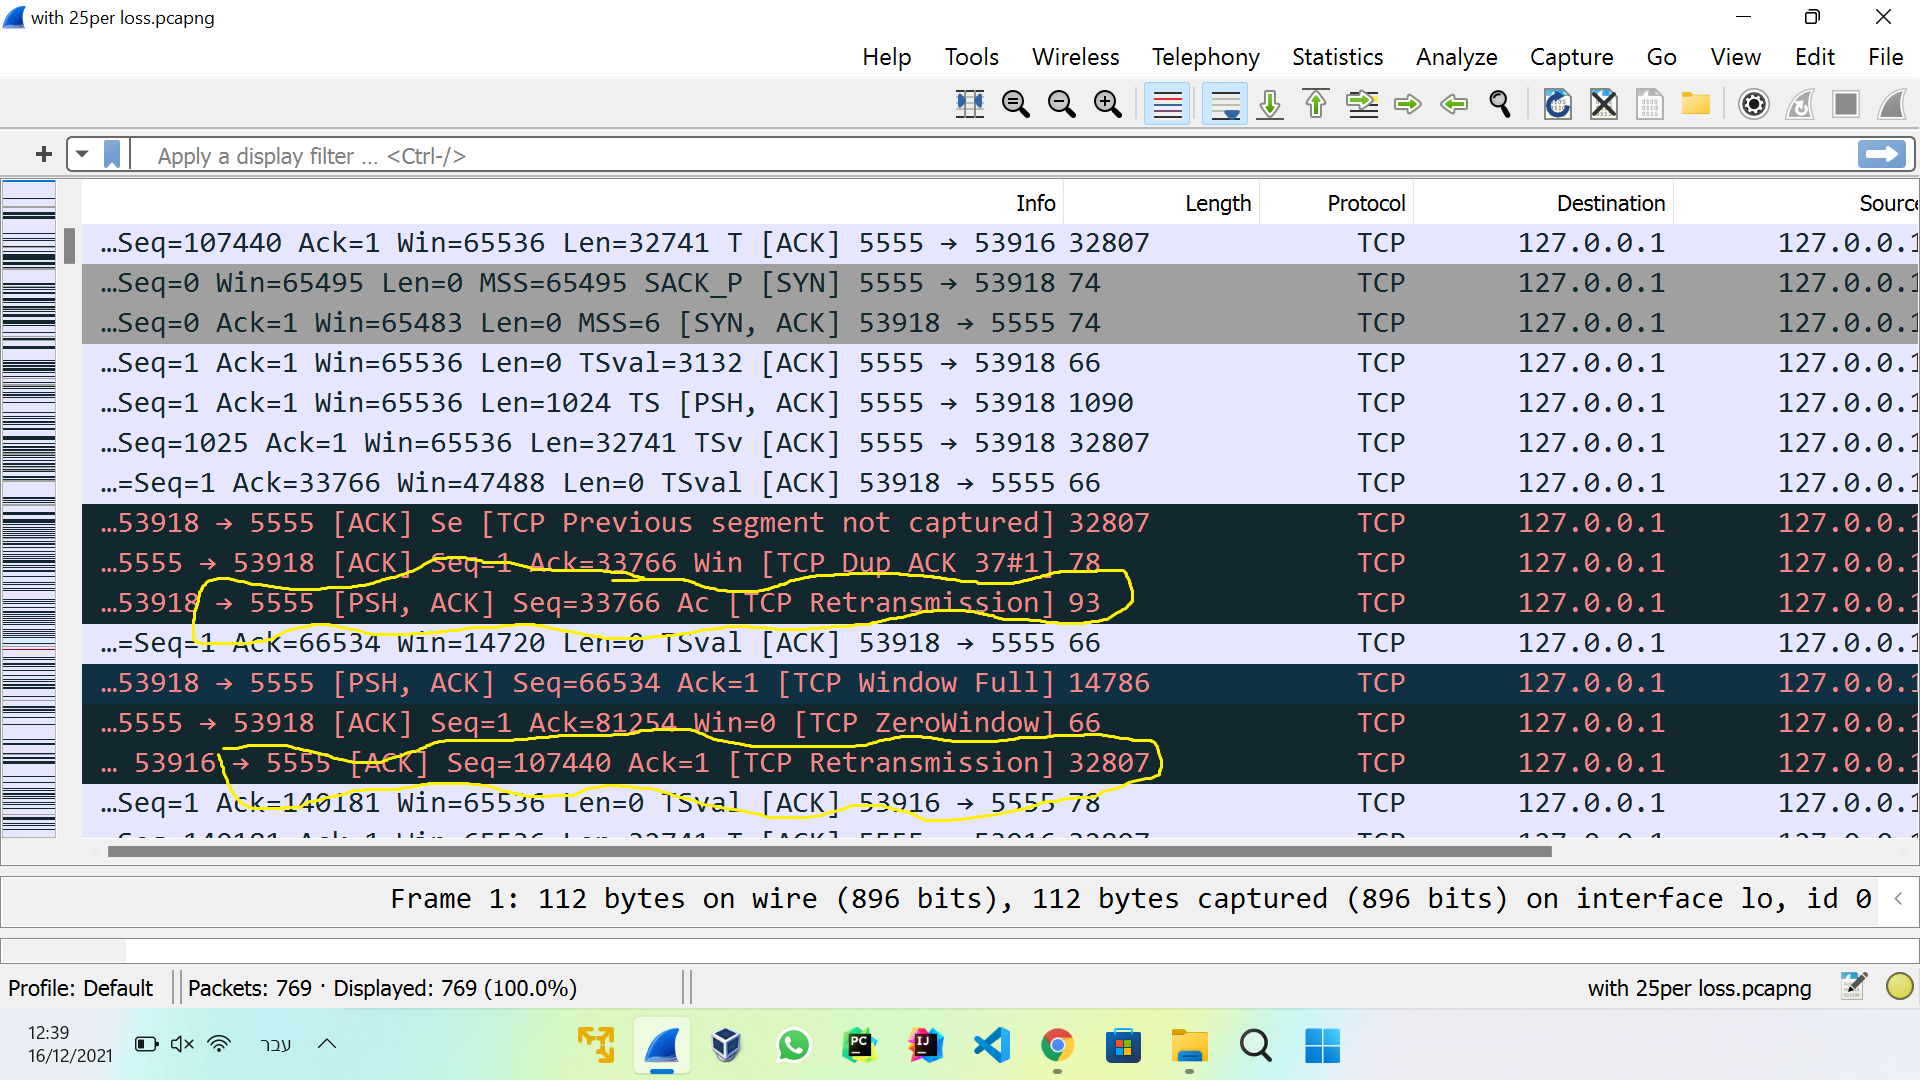 with 25per loss.pcapng
Help Tools Wireless Telephony Statistics Analyze Capture Go View Edit File
Apply a display filter … <Ctrl-/>
Info Length Protocol Destination Source
…Seq=107440 Ack=1 Win=65536 Len=32741 T [ACK] 5555 → 53916 32807 TCP 127.0.0.1 127.0.0.1
…Seq=0 Win=65495 Len=0 MSS=65495 SACK_P [SYN] 5555 → 53918 74 TCP 127.0.0.1 127.0.0.1
…Seq=0 Ack=1 Win=65483 Len=0 MSS=6 [SYN, ACK] 53918 → 5555 74 TCP 127.0.0.1 127.0.0.1
…Seq=1 Ack=1 Win=65536 Len=0 TSval=3132 [ACK] 5555 → 53918 66 TCP 127.0.0.1 127.0.0.1
…Seq=1 Ack=1 Win=65536 Len=1024 TS [PSH, ACK] 5555 → 53918 1090 TCP 127.0.0.1 127.0.0.1
…Seq=1025 Ack=1 Win=65536 Len=32741 TSv [ACK] 5555 → 53918 32807 TCP 127.0.0.1 127.0.0.1
…=Seq=1 Ack=33766 Win=47488 Len=0 TSval [ACK] 53918 → 5555 66 TCP 127.0.0.1 127.0.0.1
…53918 → 5555 [ACK] Se [TCP Previous segment not captured] 32807 TCP 127.0.0.1 127.0.0.1
…5555 → 53918 [ACK] Seq=1 Ack=33766 Win [TCP Dup ACK 37#1] 78 TCP 127.0.0.1 127.0.0.1
…53918 → 5555 [PSH, ACK] Seq=33766 Ac [TCP Retransmission] 93 TCP 127.0.0.1 127.0.0.1
…=Seq=1 Ack=66534 Win=14720 Len=0 TSval [ACK] 53918 → 5555 66 TCP 127.0.0.1 127.0.0.1
…53918 → 5555 [PSH, ACK] Seq=66534 Ack=1 [TCP Window Full] 14786 TCP 127.0.0.1 127.0.0.1
…5555 → 53918 [ACK] Seq=1 Ack=81254 Win=0 [TCP ZeroWindow] 66 TCP 127.0.0.1 127.0.0.1
… 53916 → 5555 [ACK] Seq=107440 Ack=1 [TCP Retransmission] 32807 TCP 127.0.0.1 127.0.0.1
…Seq=1 Ack=140181 Win=65536 Len=0 TSval [ACK] 53916 → 5555 78 TCP 127.0.0.1 127.0.0.1
Frame 1: 112 bytes on wire (896 bits), 112 bytes captured (896 bits) on interface lo, id 0
Profile: Default Packets: 769 · Displayed: 769 (100.0%) with 25per loss.pcapng
12:39
16/12/2021
עבר
PC
IJ